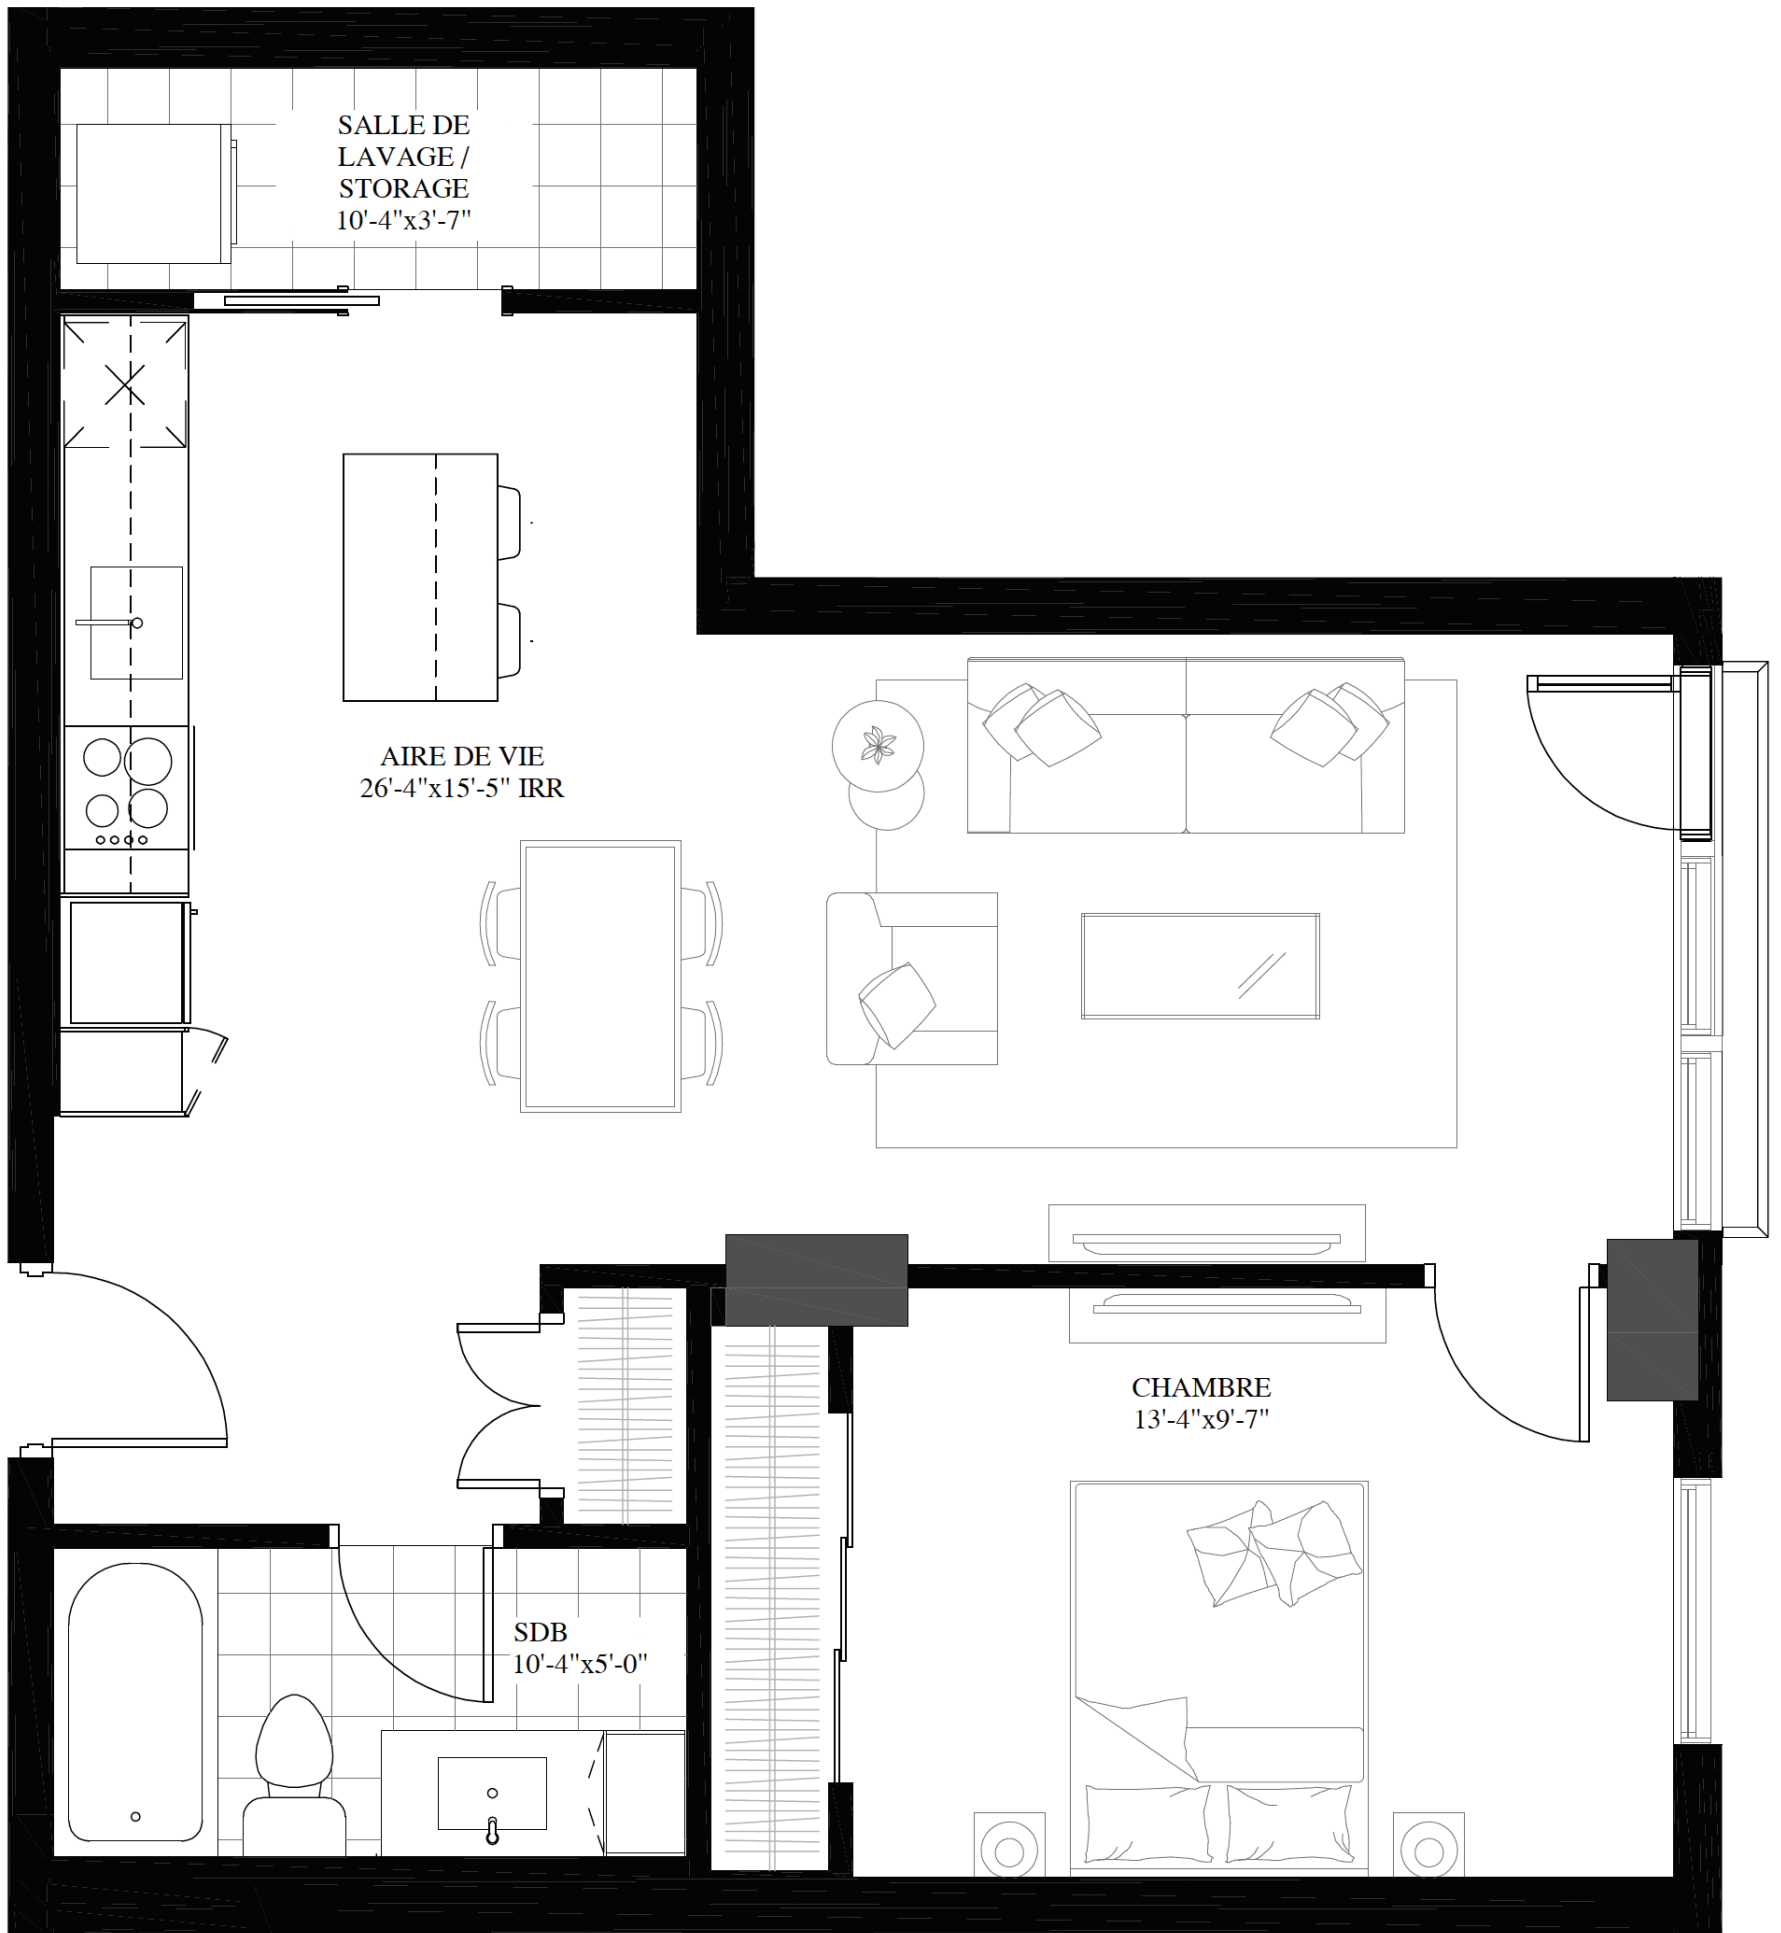 SALLE DE
LAVAGE /
STORAGE
10'-4"x3'-7"
AIRE DE VIE
26'-4"x15'-5" IRR
CHAMBRE
13'-4"x9'-7"
SDB
10'-4"x5'-0"